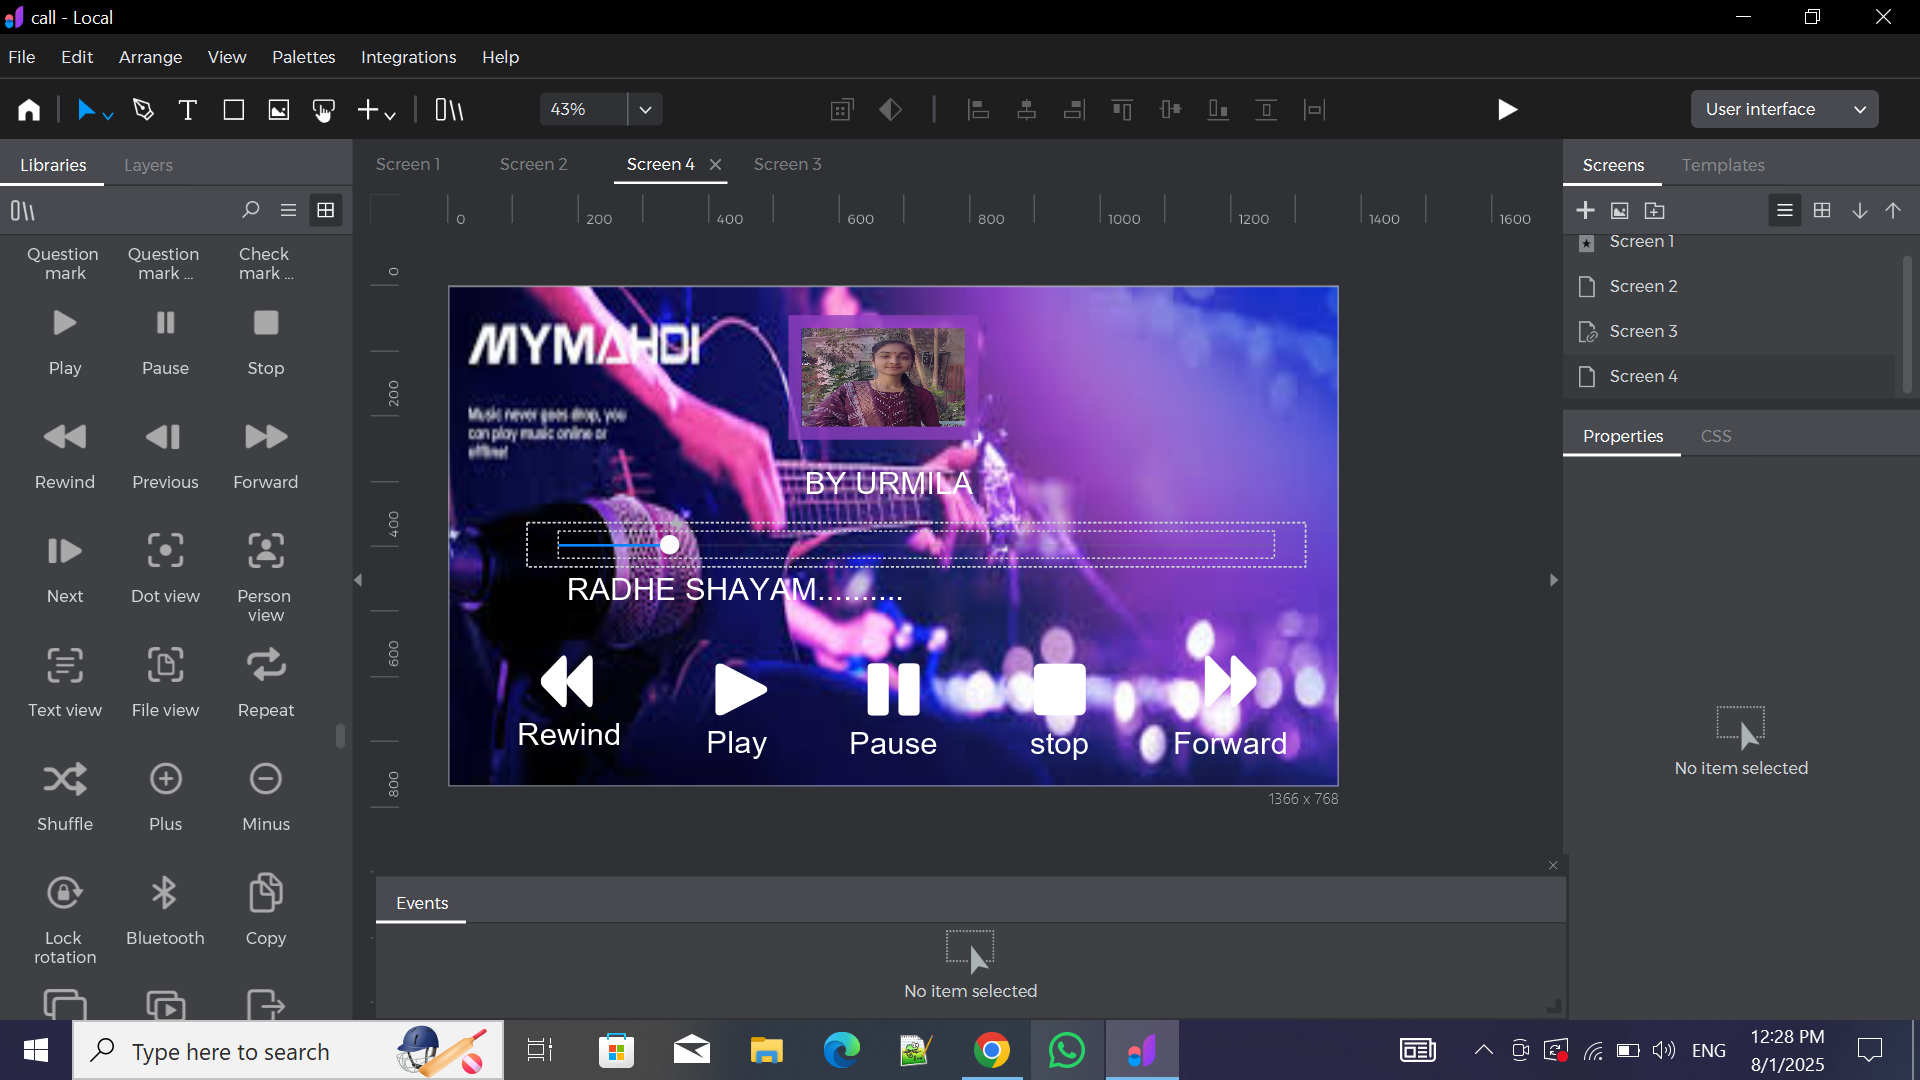 call - Local
File Edit Arrange View Palettes Integrations Help
43%
User interface
Libraries Layers
Screen 1 Screen 2 Screen 4 Screen 3
Screens Templates
0 200 400 600 800 1000 1200 1400 1600
0
200
400
600
800
Question mark
Question mark ...
Check mark ...
Play Pause Stop
Rewind Previous Forward
Next Dot view Person view
Text view File view Repeat
Shuffle Plus Minus
Lock rotation
Bluetooth Copy
MYMAHDI
Music never goes drop, you
can play music online or
offline!
BY URMILA
RADHE SHAYAM..........
Rewind Play Pause stop Forward
1366 x 768
Screen 1
Screen 2
Screen 3
Screen 4
Properties CSS
No item selected
Events
No item selected
Type here to search
ENG
12:28 PM
8/1/2025